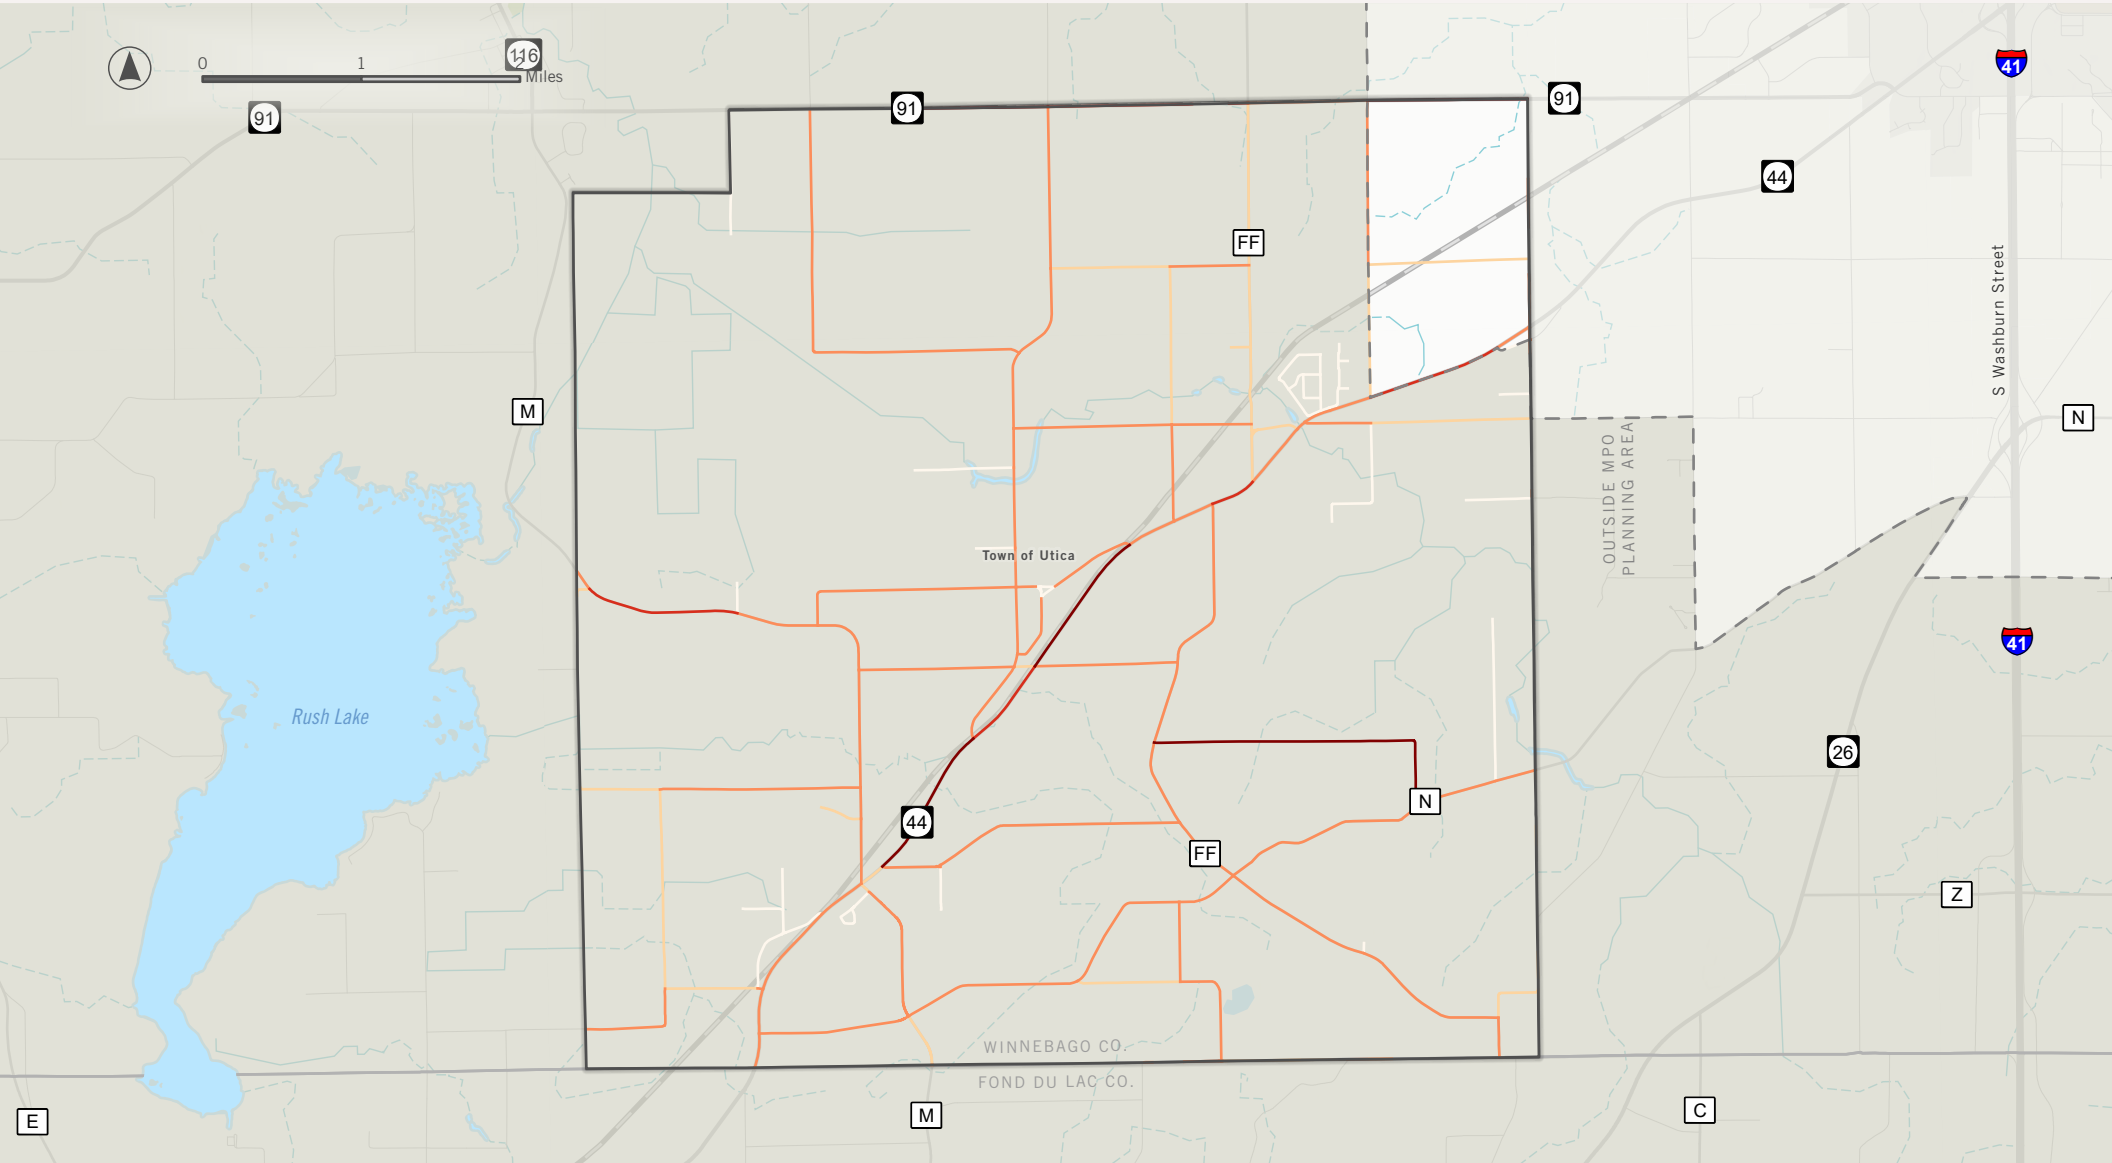 0 1 2 Miles
116
91
91
91
41
44
FF
S Washburn Street
M
N
OUTSIDE MPO
PLANNING AREA
Town of Utica
41
Rush Lake
26
N
44
FF
Z
WINNEBAGO CO.
FOND DU LAC CO.
E
M
C